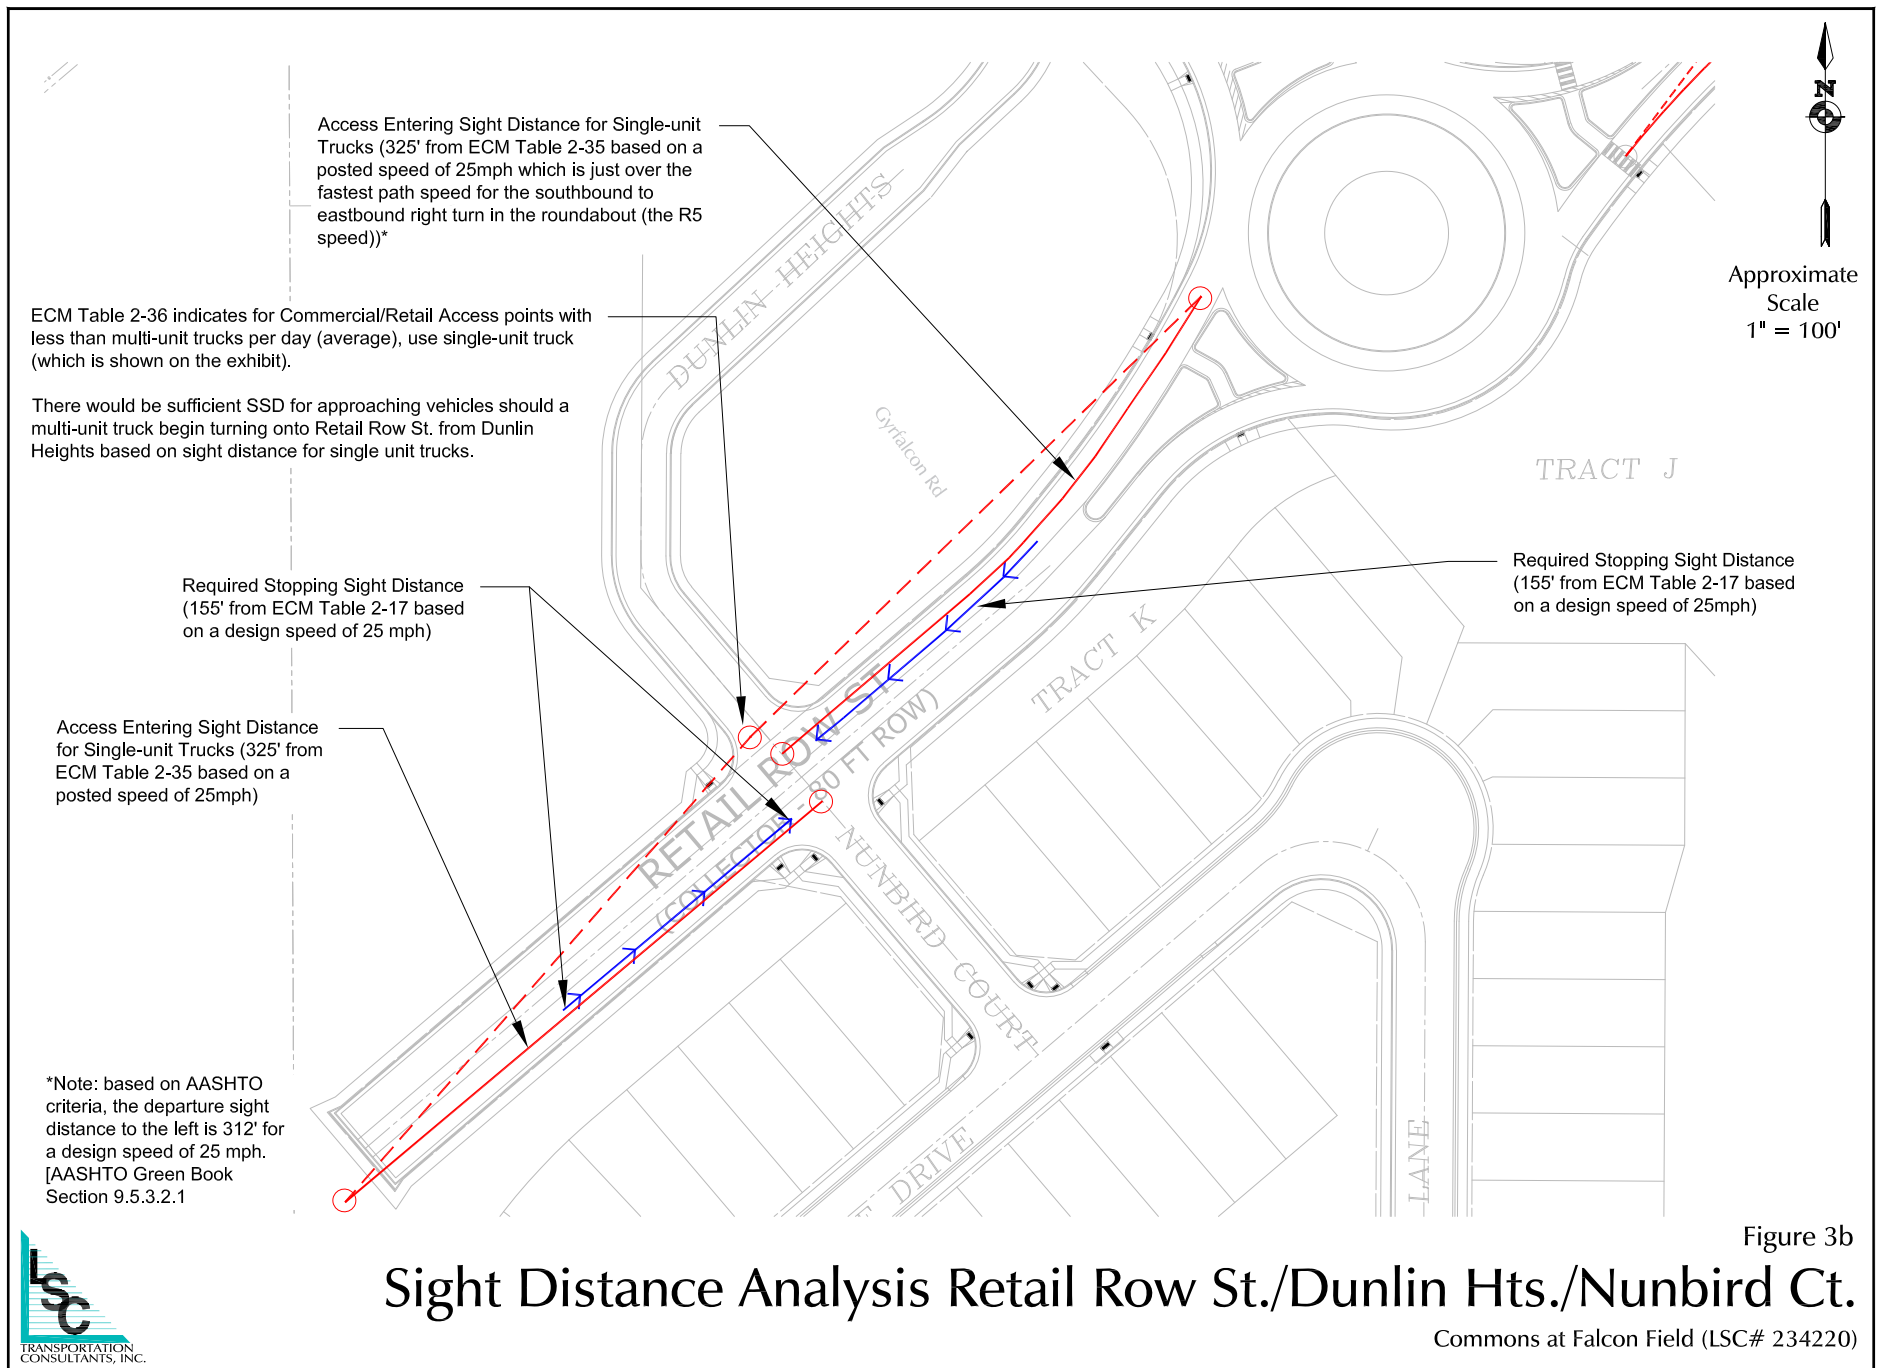 Access Entering Sight Distance for Single-unit
Trucks (325' from ECM Table 2-35 based on a
posted speed of 25mph which is just over the
fastest path speed for the southbound to
eastbound right turn in the roundabout (the R5
speed))*
N
Approximate
Scale
1" = 100'
ECM Table 2-36 indicates for Commercial/Retail Access points with
less than multi-unit trucks per day (average), use single-unit truck
(which is shown on the exhibit).
There would be sufficient SSD for approaching vehicles should a
multi-unit truck begin turning onto Retail Row St. from Dunlin
Heights based on sight distance for single unit trucks.
DUNLIN HEIGHTS
Gyrfalcon Rd
TRACT J
Required Stopping Sight Distance
(155' from ECM Table 2-17 based
on a design speed of 25 mph)
Required Stopping Sight Distance
(155' from ECM Table 2-17 based
on a design speed of 25mph)
TRACT K
RETAIL ROW ST
(COLLECTOR - 80 FT ROW)
Access Entering Sight Distance
for Single-unit Trucks (325' from
ECM Table 2-35 based on a
posted speed of 25mph)
NUNBIRD COURT
*Note: based on AASHTO
criteria, the departure sight
distance to the left is 312' for
a design speed of 25 mph.
[AASHTO Green Book
Section 9.5.3.2.1
DRIVE
LANE
Figure 3b
Sight Distance Analysis Retail Row St./Dunlin Hts./Nunbird Ct.
Commons at Falcon Field (LSC# 234220)
LSC
TRANSPORTATION
CONSULTANTS, INC.